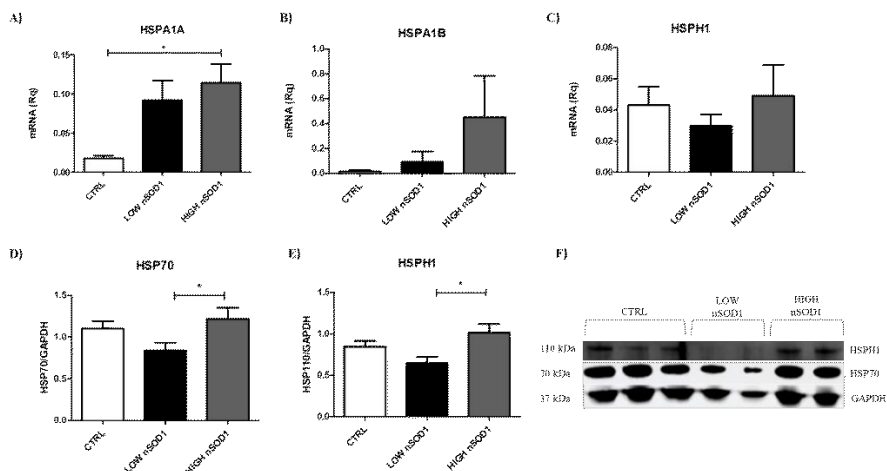 A)
HSPA1A
mRNA (Rq)
0.15
0.10
0.05
0.00
*
CTRL
LOW nSOD1
HIGH nSOD1
B)
HSPA1B
mRNA (Rq)
1.0
0.8
0.6
0.4
0.2
0.0
CTRL
LOW nSOD1
HIGH nSOD1
C)
HSPH1
mRNA (Rq)
0.08
0.06
0.04
0.02
0.00
CTRL
LOW nSOD1
HIGH nSOD1
D)
HSP70
HSP70/GAPDH
1.5
1.0
0.5
0.0
*
CTRL
LOW nSOD1
HIGH nSOD1
E)
HSPH1
HSP110/GAPDH
1.5
1.0
0.5
0.0
*
CTRL
LOW nSOD1
HIGH nSOD1
F)
CTRL
LOW
nSOD1
HIGH
nSOD1
110 kDa
HSPH1
70 kDa
HSP70
37 kDa
GAPDH